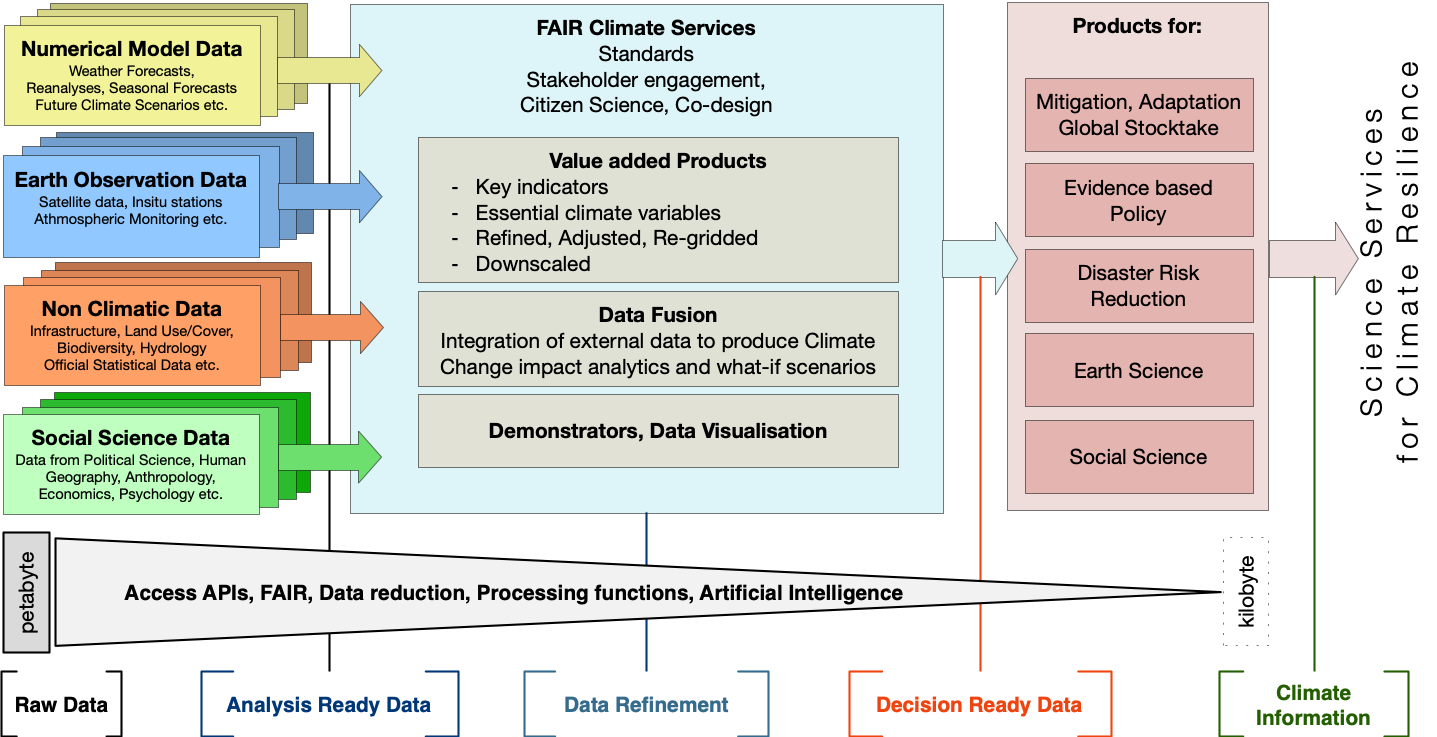 Numerical Model Data
Weather Forecasts,
Reanalyses, Seasonal Forecasts
Future Climate Scenarios etc.
Earth Observation Data
Satellite data, Insitu stations
Athmospheric Monitoring etc.
Non Climatic Data
Infrastructure, Land Use/Cover,
Biodiversity, Hydrology
Official Statistical Data etc.
Social Science Data
Data from Political Science, Human
Geography, Anthropology,
Economics, Psychology etc.
FAIR Climate Services
Standards
Stakeholder engagement,
Citizen Science, Co-design
Value added Products
- Key indicators
- Essential climate variables
- Refined, Adjusted, Re-gridded
- Downscaled
Data Fusion
Integration of external data to produce Climate
Change impact analytics and what-if scenarios
Demonstrators, Data Visualisation
Products for:
Mitigation, Adaptation
Global Stocktake
Evidence based
Policy
Disaster Risk
Reduction
Earth Science
Social Science
Science Services
for Climate Resilience
petabyte
Access APIs, FAIR, Data reduction, Processing functions, Artificial Intelligence
kilobyte
Raw Data
Analysis Ready Data
Data Refinement
Decision Ready Data
Climate
Information